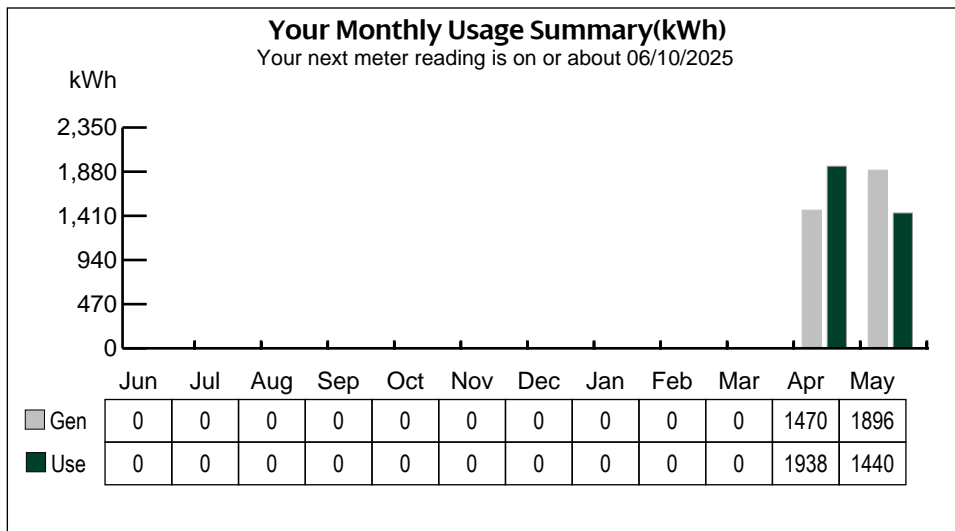 Your Monthly Usage Summary(kWh)
Your next meter reading is on or about 06/10/2025
kWh
2,350
1,880
1,410
940
470
0
Jun Jul Aug Sep Oct Nov Dec Jan Feb Mar Apr May
Gen 0 0 0 0 0 0 0 0 0 0 1470 1896
Use 0 0 0 0 0 0 0 0 0 0 1938 1440